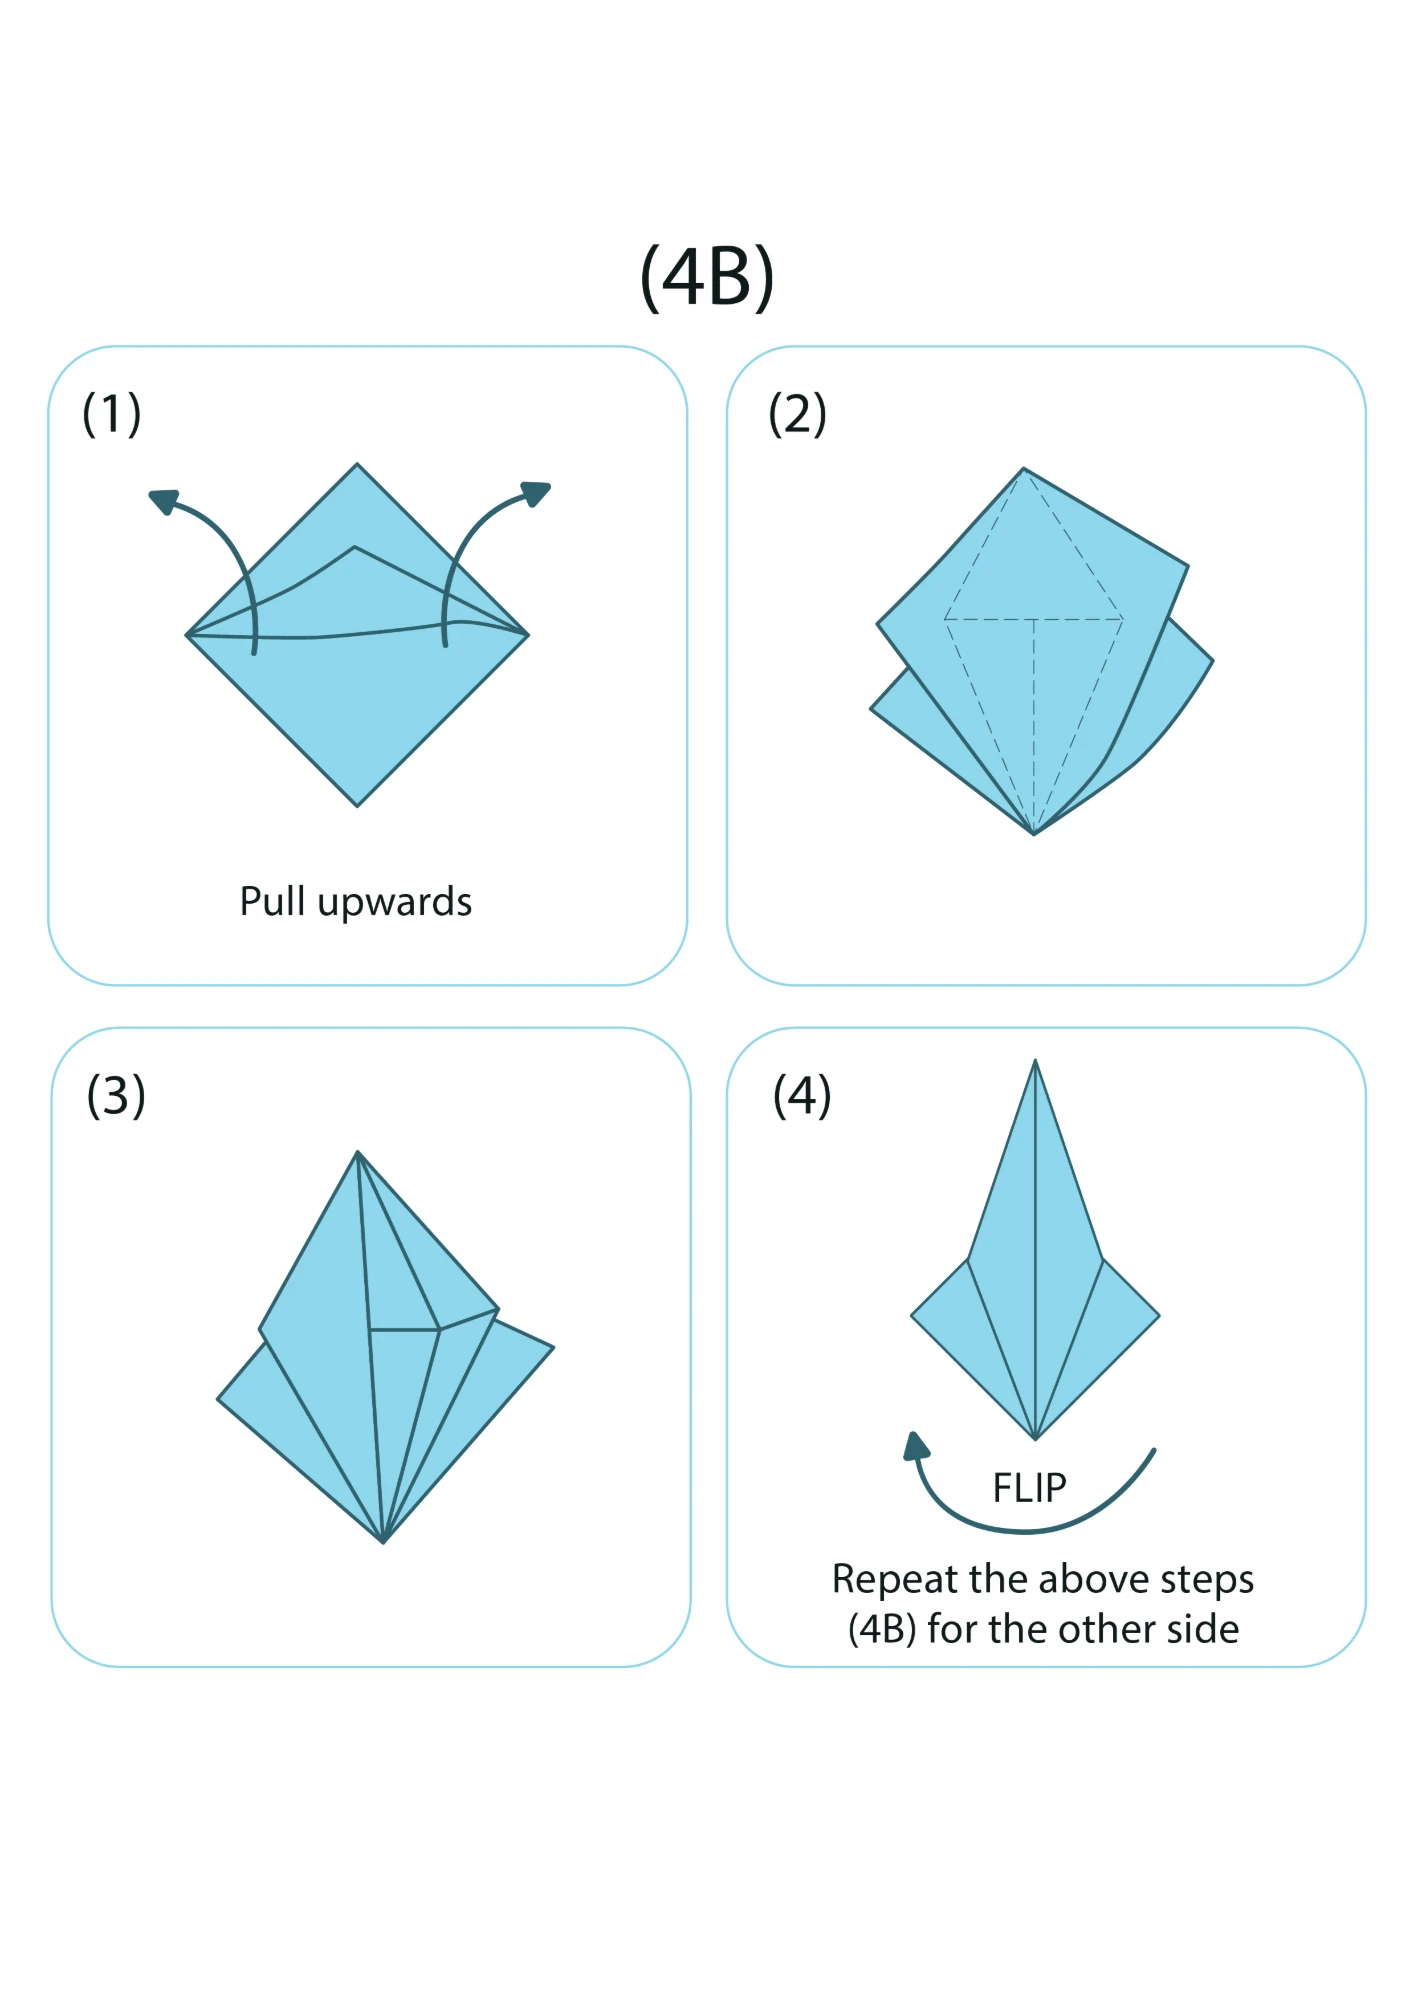 (4B)
(1)
Pull upwards
(2)
(3)
(4)
FLIP
Repeat the above steps
(4B) for the other side